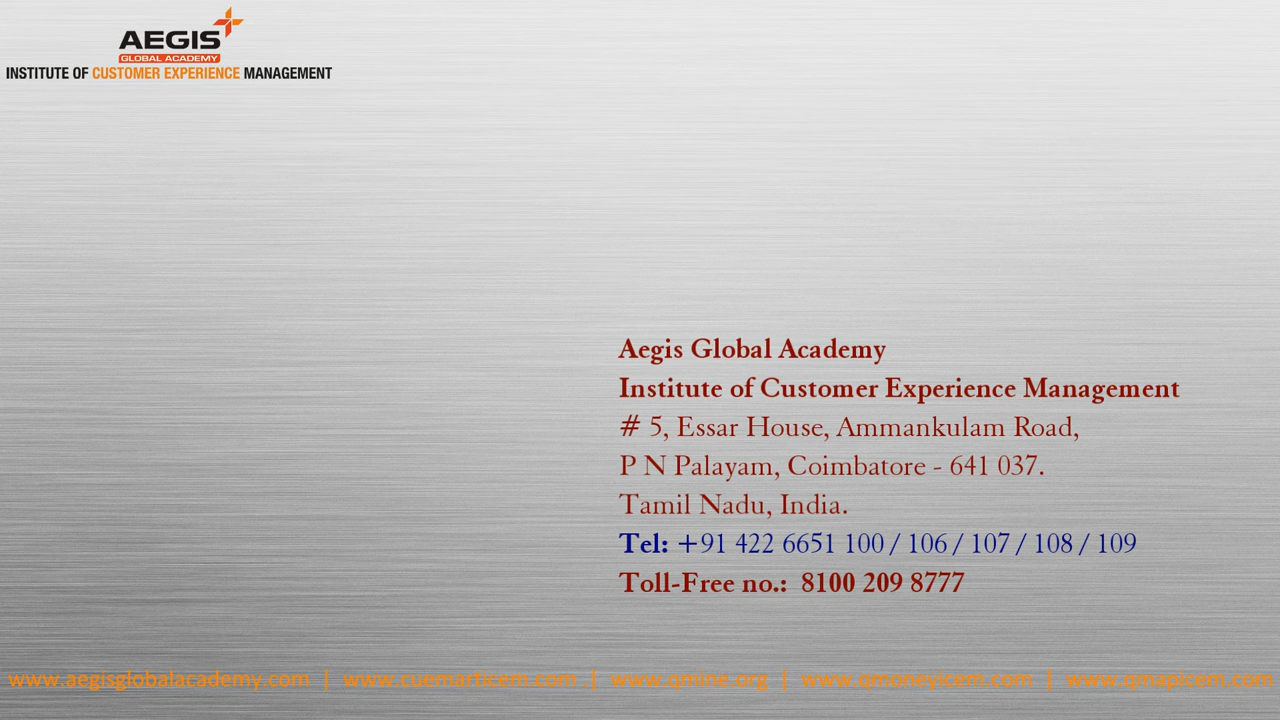 AEGIS
GLOBAL ACADEMY
INSTITUTE OF CUSTOMER EXPERIENCE MANAGEMENT
Aegis Global Academy
Institute of Customer Experience Management
# 5, Essar House, Ammankulam Road,
P N Palayam, Coimbatore - 641 037.
Tamil Nadu, India.
Tel: +91 422 6651 100 / 106 / 107 / 108 / 109
Toll-Free no.: 8100 209 8777
www.aegisglobalacademy.com | www.cuemarticem.com .| www.qmine.org | www.qmoneyicem.com | www.qmapicem.com